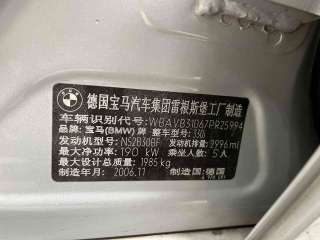 德国宝马汽车集团雷根斯堡工厂制造
车辆识别代号: WBAVB31067PR25994
品牌: 宝马(BMW) 牌 整车型号: 330i
发动机型号: N52B30BF 发动机排量: 2996 ml
最大净功率: 190 kW 乘坐人数: 5人
最大设计总质量: 1985 kg
制造年月: 2006.11 制造国: 德国